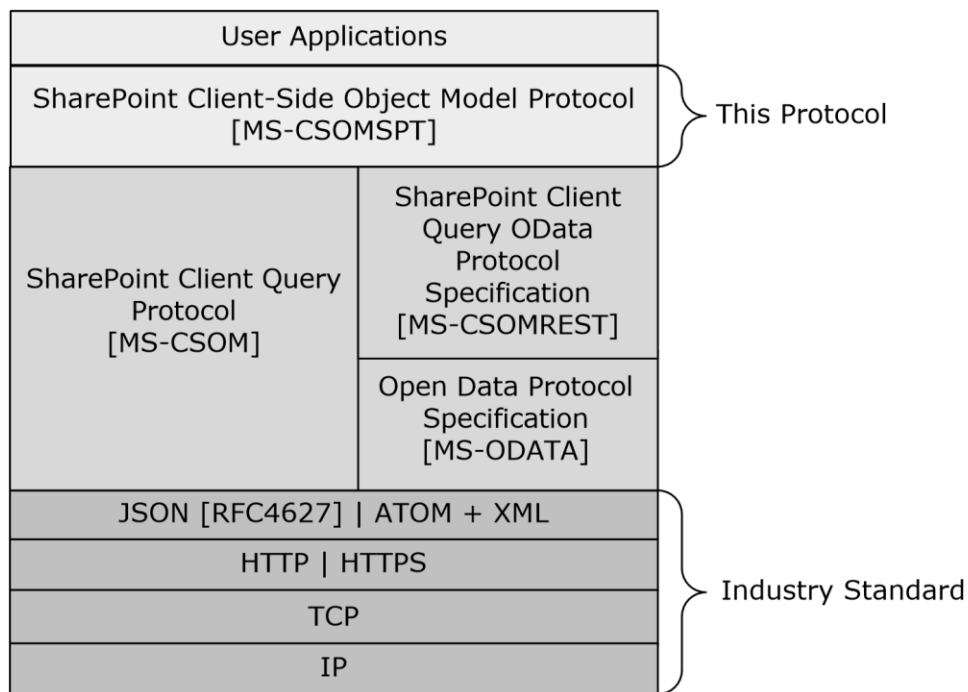 User Applications
SharePoint Client-Side Object Model Protocol
[MS-CSOMSPT]
This Protocol
SharePoint Client Query
Protocol
[MS-CSOM]
SharePoint Client
Query OData
Protocol
Specification
[MS-CSOMREST]
Open Data Protocol
Specification
[MS-ODATA]
JSON [RFC4627] | ATOM + XML
HTTP | HTTPS
TCP
IP
Industry Standard